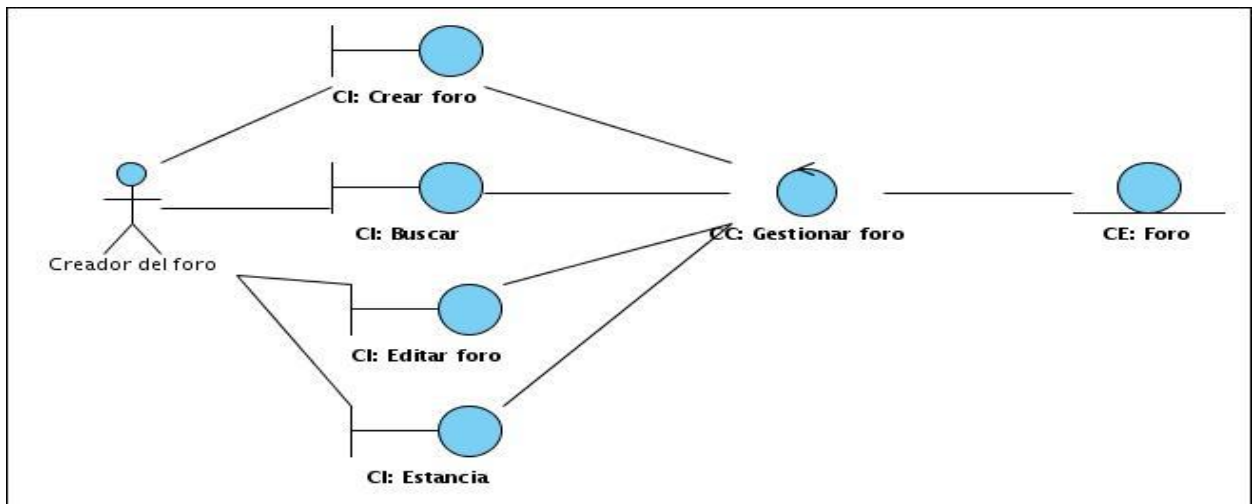 CI: Crear foro
CI: Buscar
CC: Gestionar foro
CE: Foro
Creador del foro
CI: Editar foro
CI: Estancia